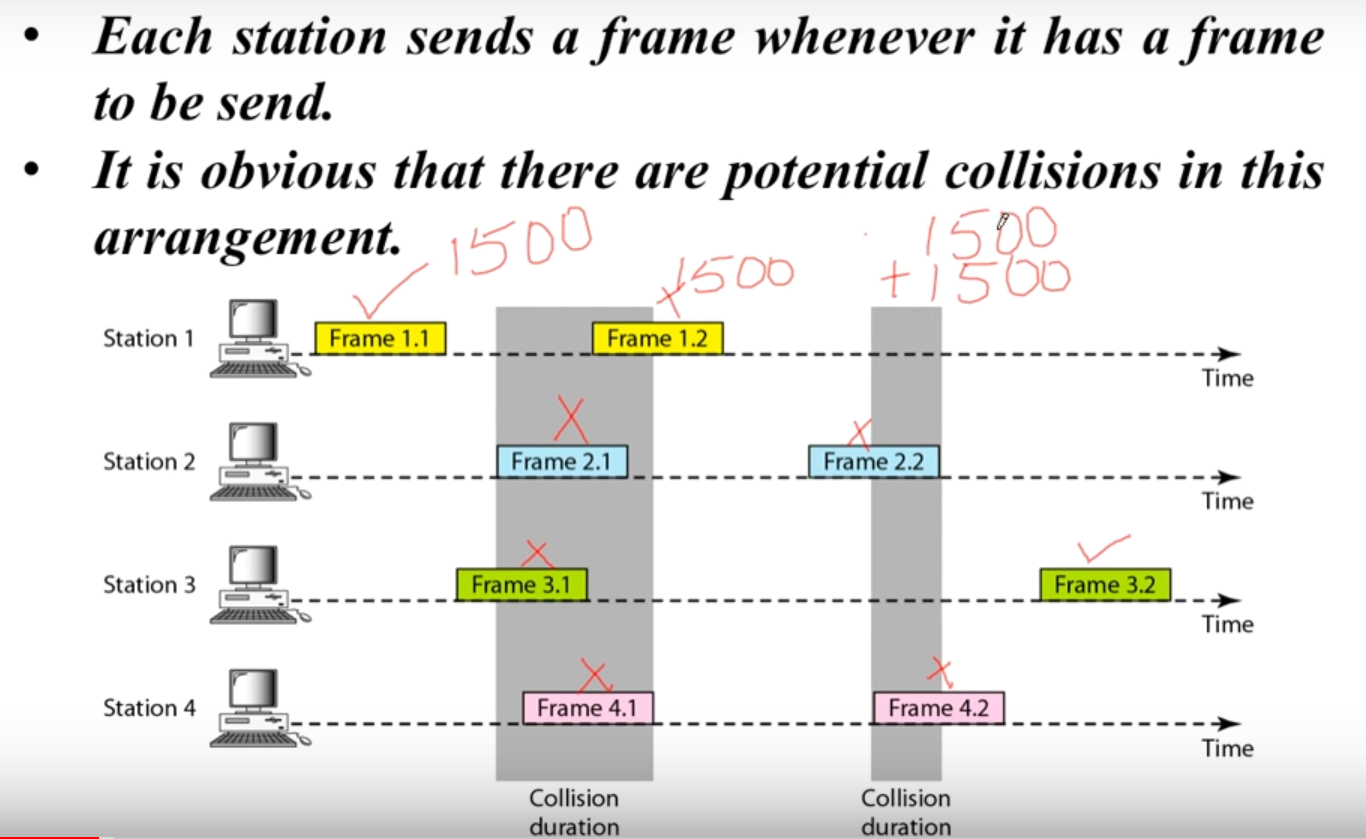 • Each station sends a frame whenever it has a frame
to be send.
• It is obvious that there are potential collisions in this
arrangement.
1500
1500
1500
+1500
Station 1
Frame 1.1
Frame 1.2
Time
Station 2
Frame 2.1
Frame 2.2
Time
Station 3
Frame 3.1
Frame 3.2
Time
Station 4
Frame 4.1
Frame 4.2
Time
Collision
duration
Collision
duration